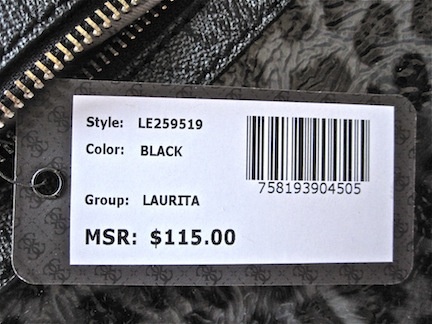 Style: LE259519
Color: BLACK
758193904505
Group: LAURITA
MSR: $115.00